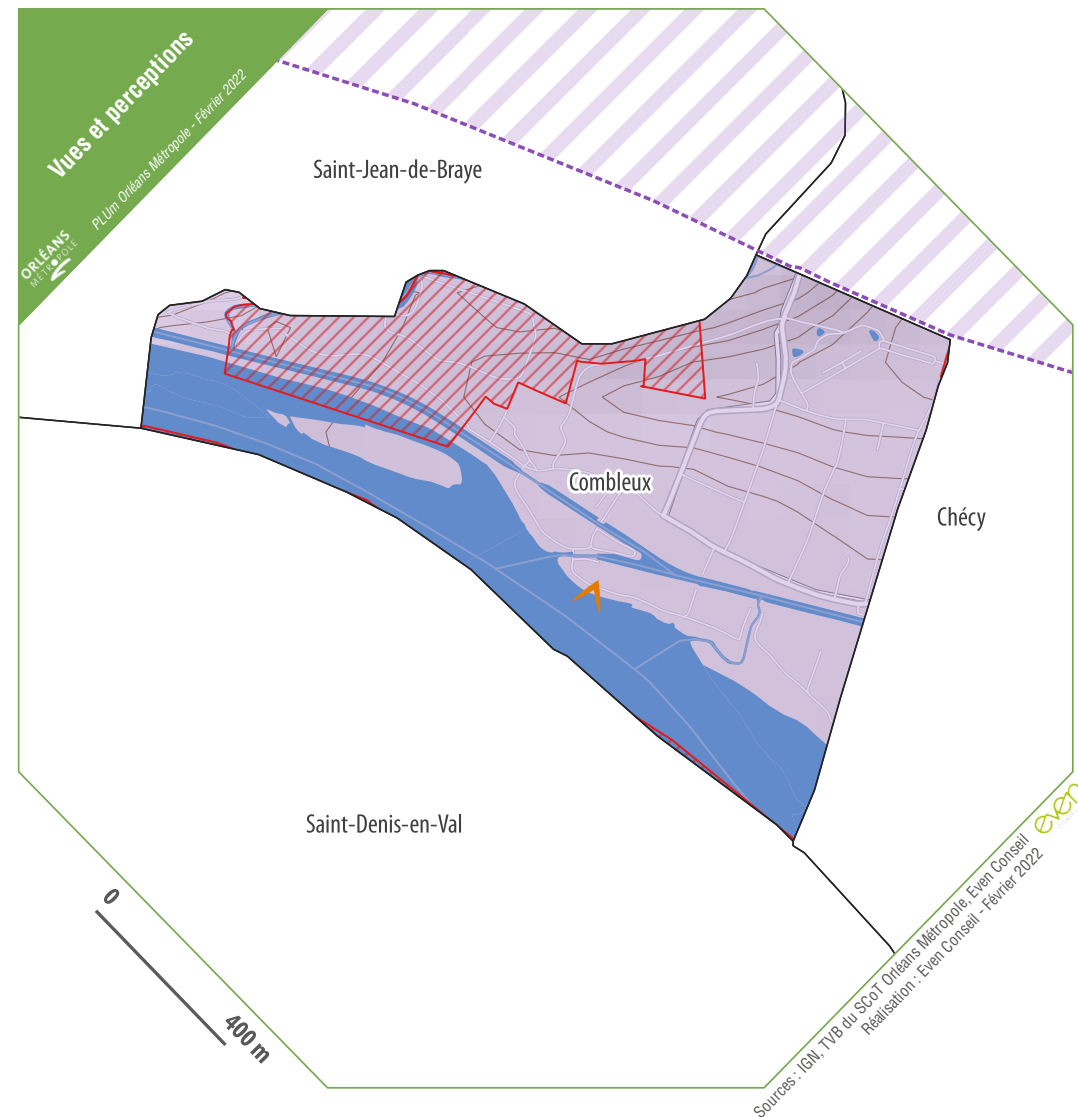 Vues et perceptions
PLUm Orléans Métropole - Février 2022
ORLÉANS
MÉTROPOLE
Saint-Jean-de-Braye
Combleux
Chécy
Saint-Denis-en-Val
0
400 m
even
Sources : IGN, TVB du SCoT Orléans Métropole, Even Conseil
Réalisation : Even Conseil - Février 2022